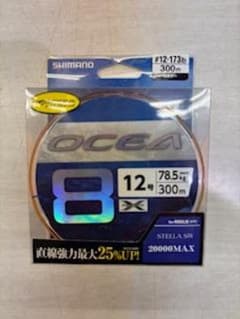 SHIMANO
#12-173lb
300m
OCEA
8
X
12号
78.5kg
300m
直線強力最大25%UP!
STELLA SW
20000MAX